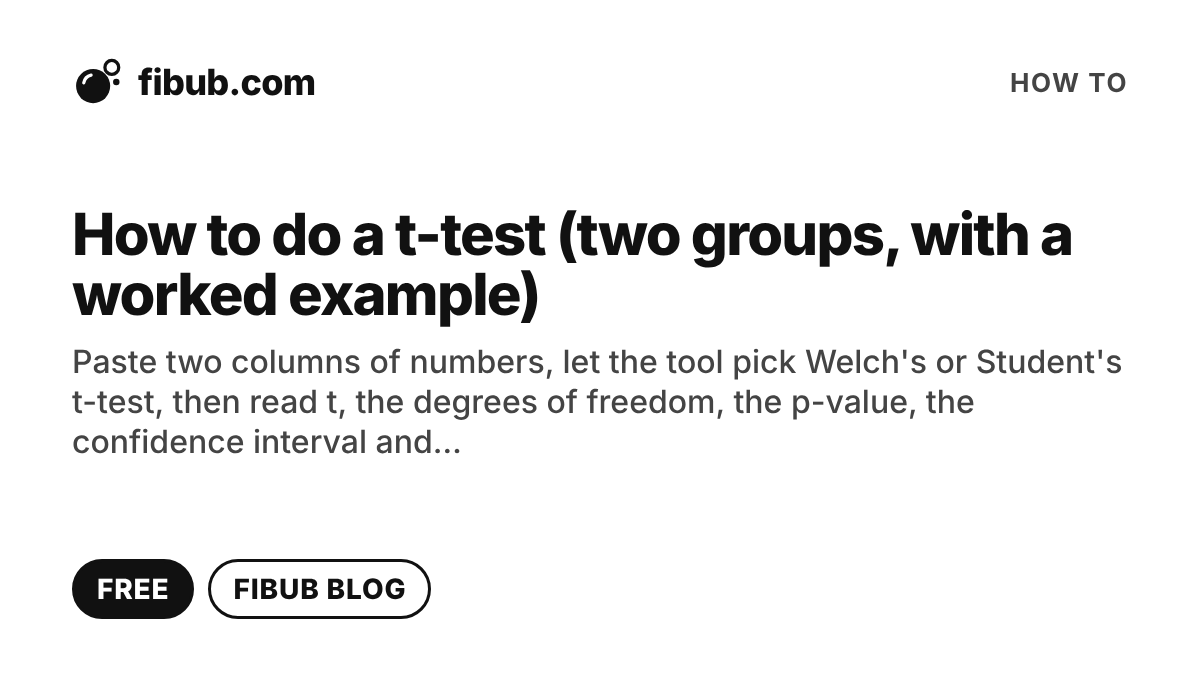 fibub.com
HOW TO
How to do a t-test (two groups, with a
worked example)
Paste two columns of numbers, let the tool pick Welch's or Student's
t-test, then read t, the degrees of freedom, the p-value, the
confidence interval and...
FREE
FIBUB BLOG